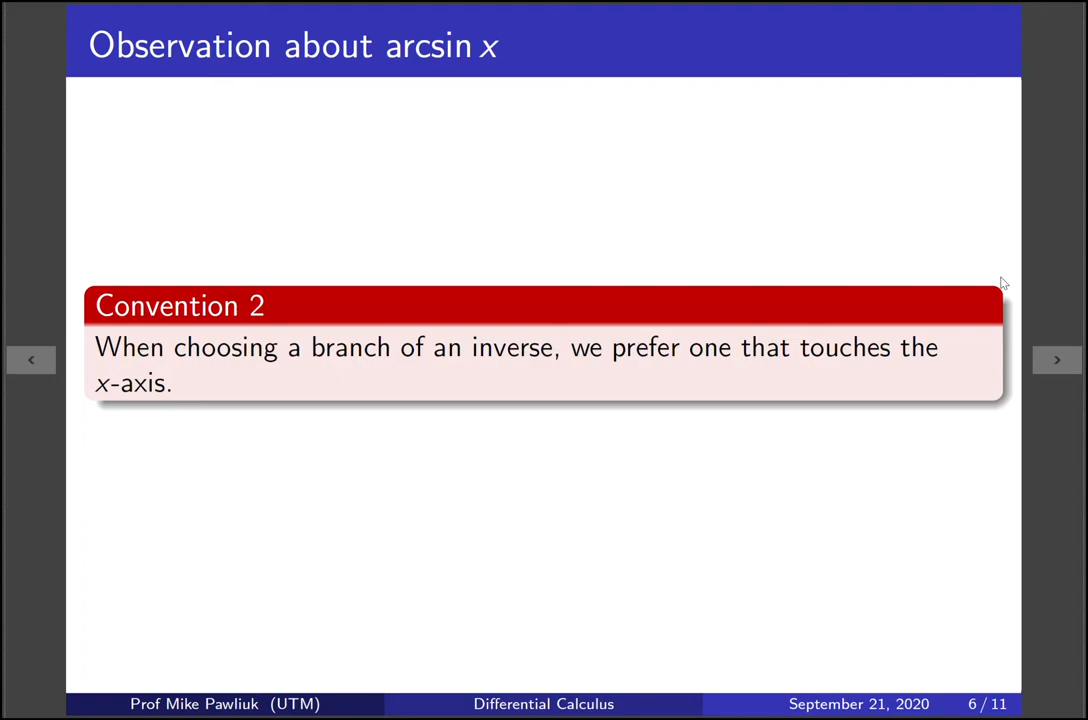 Observation about arcsin x
Convention 2
When choosing a branch of an inverse, we prefer one that touches the
x-axis.
Prof Mike Pawliuk (UTM) Differential Calculus September 21, 2020 6 / 11